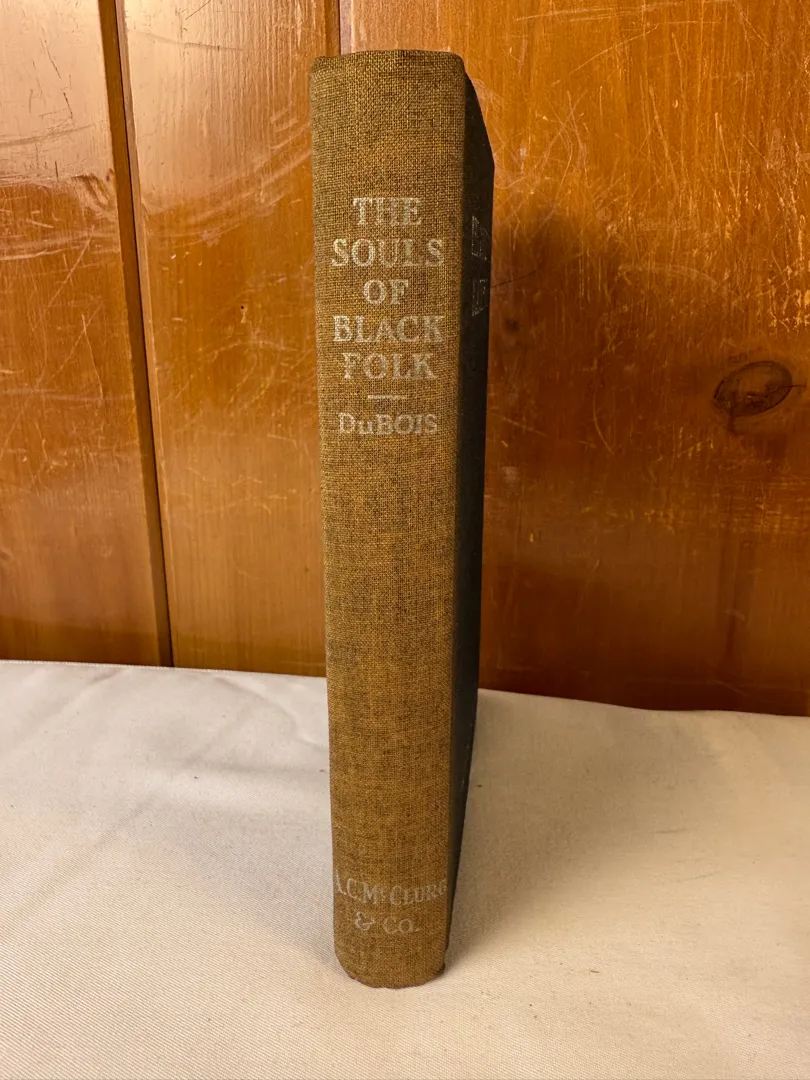 THE
SOULS
OF
BLACK
FOLK
DuBOIS
A.C. McCLURG
& Co.